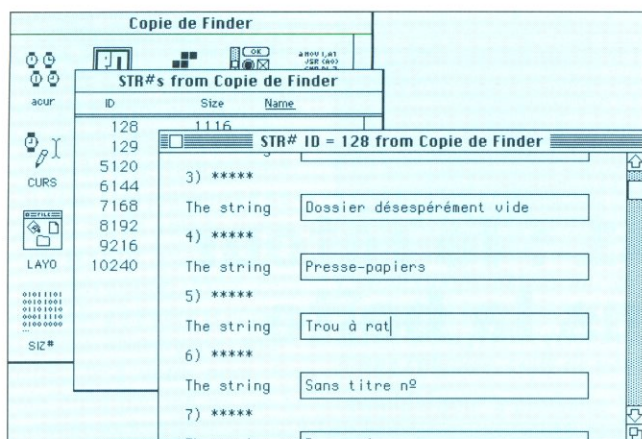 Copie de Finder
OK
acur
CURS
LAYO
SIZ#
STR#s from Copie de Finder
ID Size Name
128 1116
129
5120
6144
7168
8192
9216
10240
STR# ID = 128 from Copie de Finder
3) *****
The string Dossier désespérément vide
4) *****
The string Presse-papiers
5) *****
The string Trou à rat
6) *****
The string Sans titre nº
7) *****